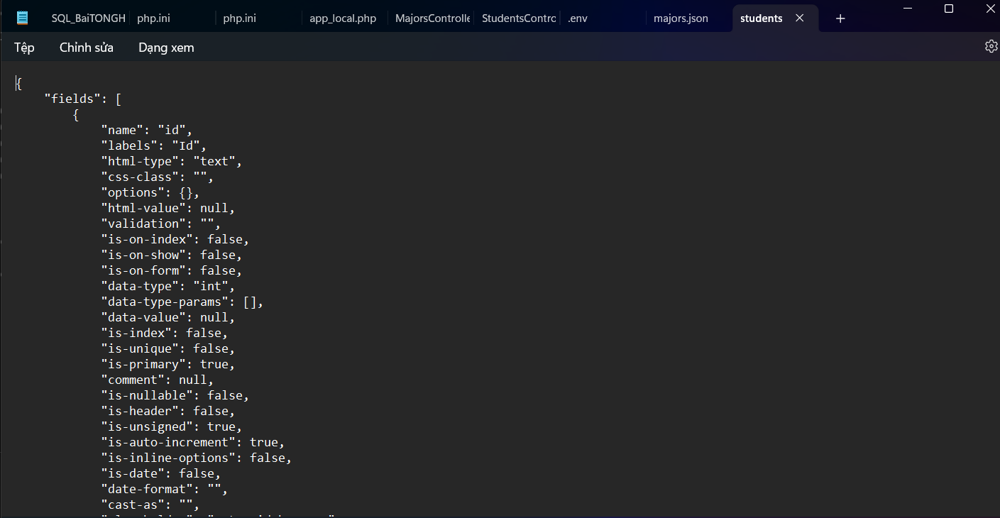 SQL_BaiTONGH php.ini php.ini app_local.php MajorsControlle StudentsContro .env majors.json students
Tệp Chỉnh sửa Dạng xem
{
"fields": [
{
"name": "id",
"labels": "Id",
"html-type": "text",
"css-class": "",
"options": {},
"html-value": null,
"validation": "",
"is-on-index": false,
"is-on-show": false,
"is-on-form": false,
"data-type": "int",
"data-type-params": [],
"data-value": null,
"is-index": false,
"is-unique": false,
"is-primary": true,
"comment": null,
"is-nullable": false,
"is-header": false,
"is-unsigned": true,
"is-auto-increment": true,
"is-inline-options": false,
"is-date": false,
"date-format": "",
"cast-as": "",